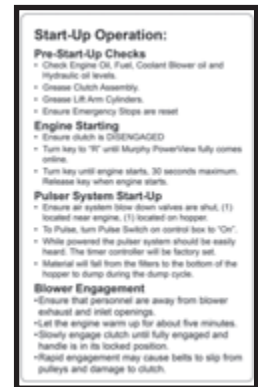 Start-Up Operation:
Pre-Start-Up Checks
• Check Engine Oil, Fuel, Coolant Blower oil and
Hydraulic oil levels.
• Grease Clutch Assembly.
• Grease Lift Arm Cylinders.
• Ensure Emergency Stops are reset
Engine Starting
• Ensure clutch is DISENGAGED
• Turn key to "R" until Murphy PowerView fully comes
online.
• Turn key until engine starts, 30 seconds maximum.
Release key when engine starts.
Pulser System Start-Up
• Ensure air system blow down valves are shut, (1)
located near engine, (1) located on hopper.
• To Pulse, turn Pulse Switch on control box to "On".
• While powered the pulser system should be easily
heard. The timer controller will be factory set.
• Material will fall from the filters to the bottom of the
hopper to dump during the dump cycle.
Blower Engagement
•Ensure that personnel are away from blower
exhaust and inlet openings.
•Let the engine warm up for about five minutes.
•Slowly engage clutch until fully engaged and
handle is in its locked position.
•Rapid engagement may cause belts to slip from
pulleys and damage to clutch.